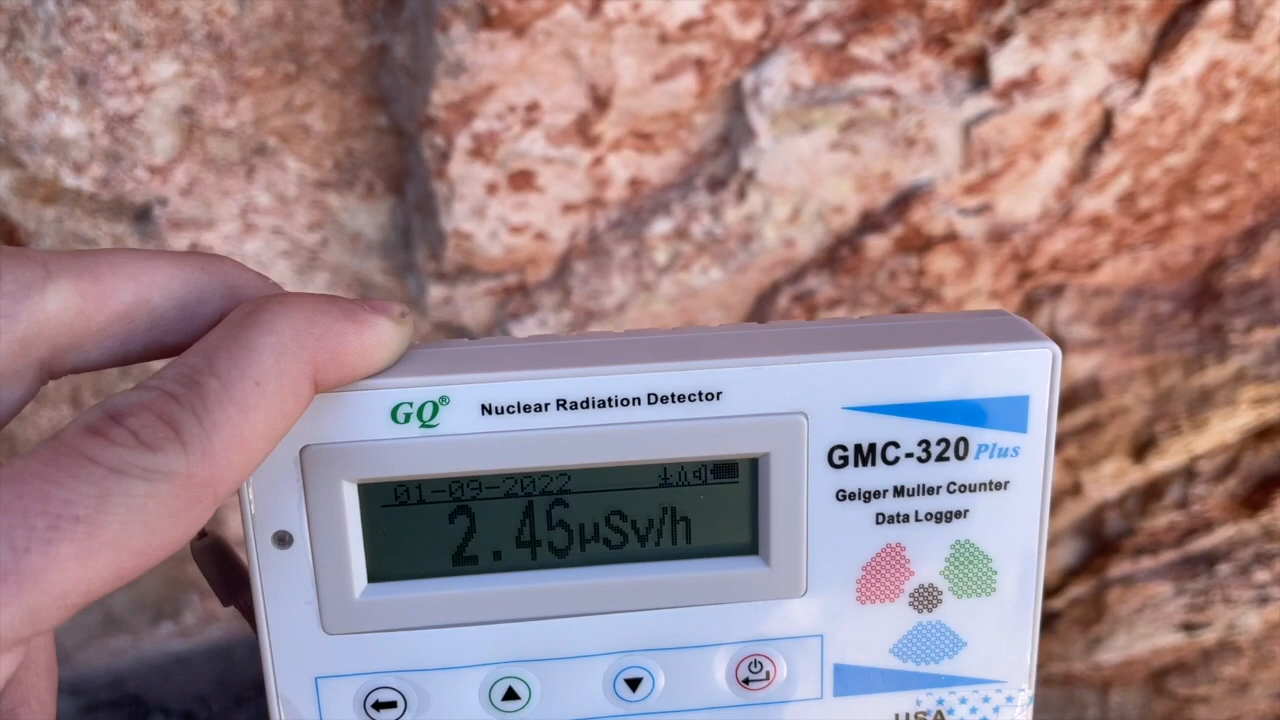 GQ® Nuclear Radiation Detector
01-09-2022
2.45µSv/h
GMC-320 Plus
Geiger Muller Counter
Data Logger
USA